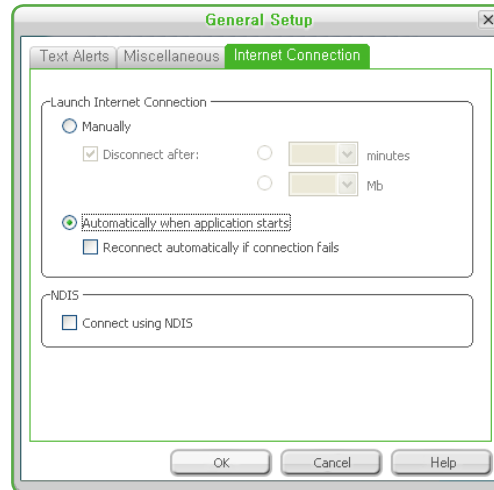 General Setup
Text Alerts Miscellaneous Internet Connection
Launch Internet Connection
Manually
Disconnect after: minutes
Mb
Automatically when application starts
Reconnect automatically if connection fails
NDIS
Connect using NDIS
OK Cancel Help